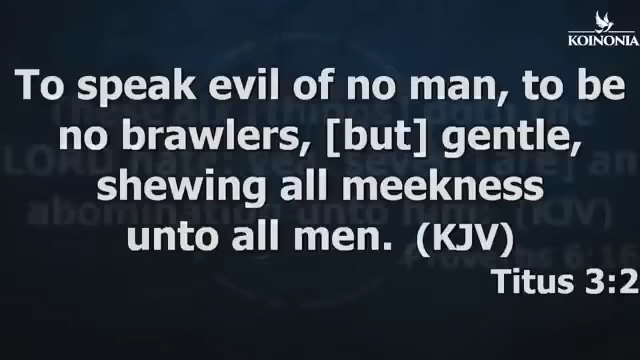 KOINONIA
To speak evil of no man, to be
no brawlers, [but] gentle,
shewing all meekness
unto all men. (KJV)
Titus 3:2